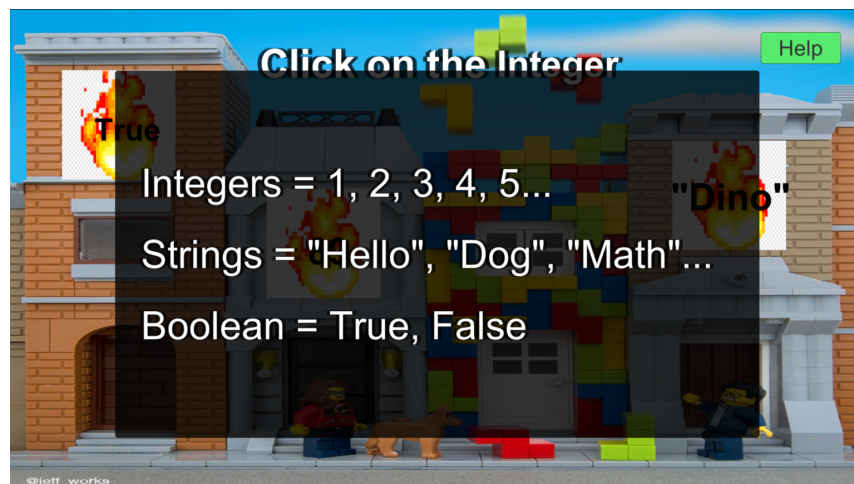 Click on the Integer
Help
True
"Dino"
Integers = 1, 2, 3, 4, 5...
Strings = "Hello", "Dog", "Math"...
Boolean = True, False
@jeff_works